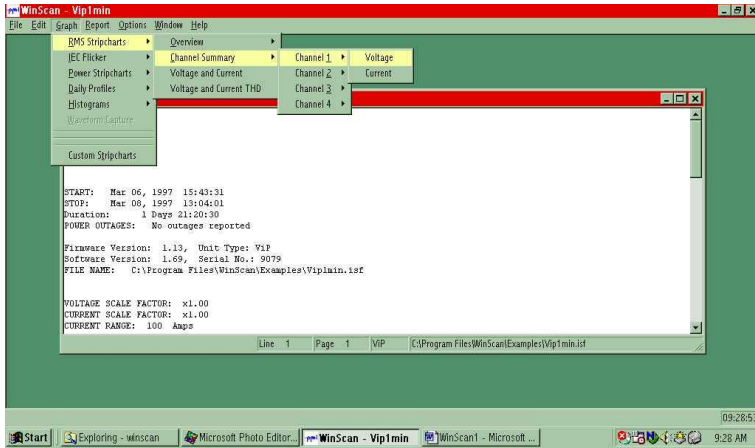 WinScan - Vip1min
File Edit Graph Report Options Window Help
RMS Stripcharts
IEC Flicker
Power Stripcharts
Daily Profiles
Histograms
Waveform Capture
Custom Stripcharts
Overview
Channel Summary
Voltage and Current
Voltage and Current THD
Channel 1
Channel 2
Channel 3
Channel 4
Voltage
Current
START: Mar 06, 1997 15:43:31
STOP: Mar 08, 1997 13:04:01
Duration: 1 Days 21:20:30
POWER OUTAGES: No outages reported
Firmware Version: 1.13, Unit Type: ViP
Software Version: 1.69, Serial No.: 9079
FILE NAME: C:\Program Files\WinScan\Examples\Vip1min.isf
VOLTAGE SCALE FACTOR: x1.00
CURRENT SCALE FACTOR: x1.00
CURRENT RANGE: 100 Amps
Line 1 Page 1 ViP C:\Program Files\WinScan\Examples\Vip1min.isf
09:28:53
Start Exploring - winscan Microsoft Photo Editor... WinScan - Vip1min WinScan1 - Microsoft ... 9:28 AM